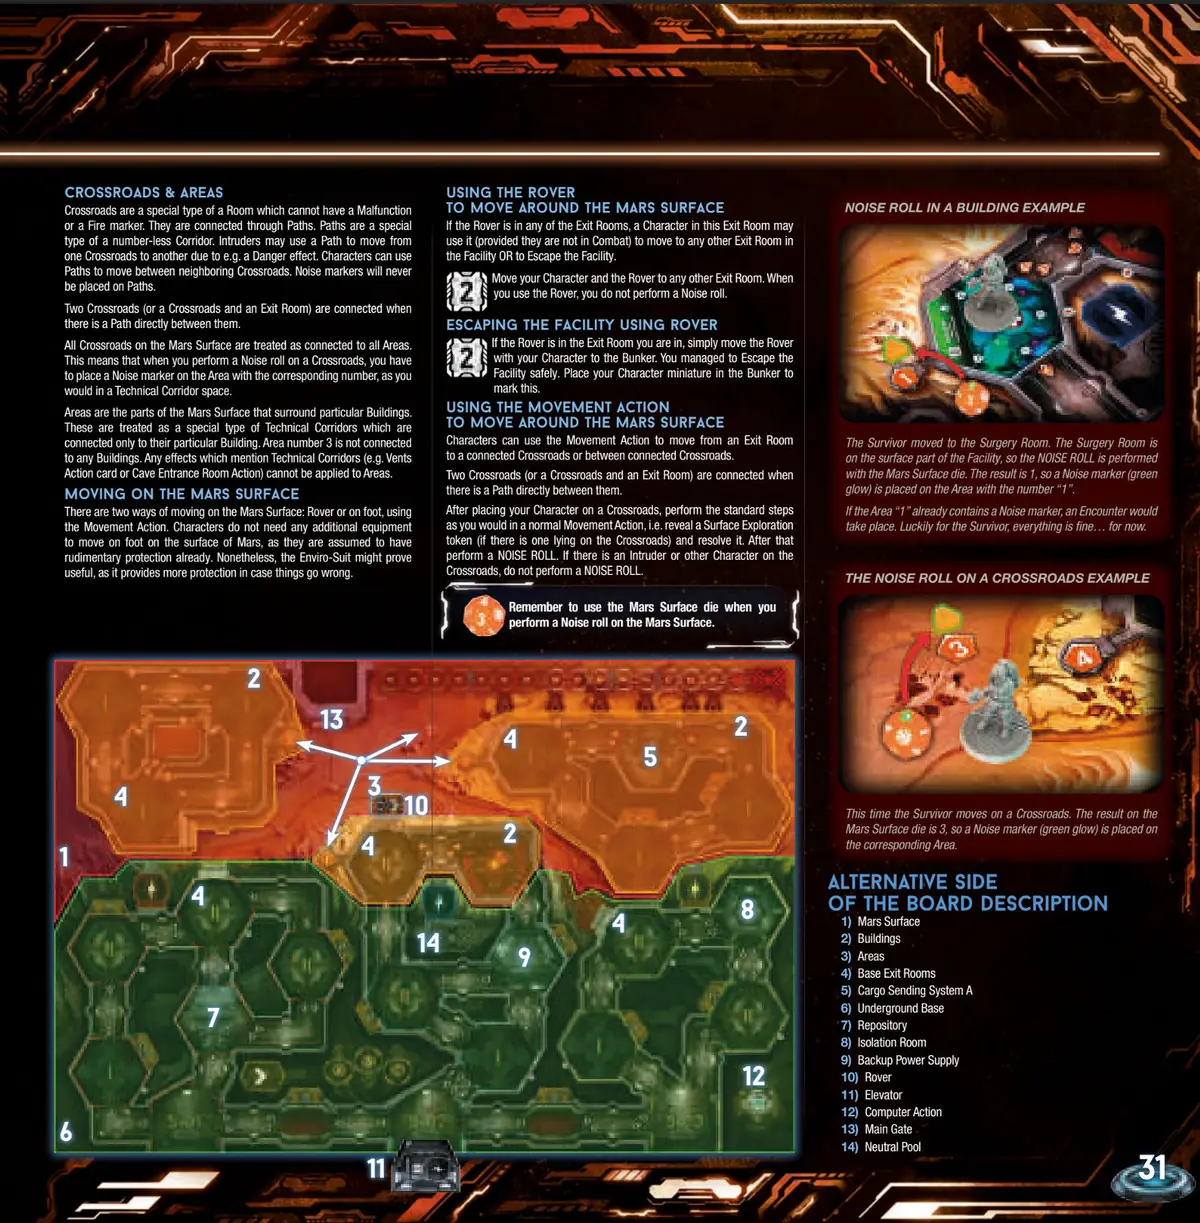 CROSSROADS & AREAS
Crossroads are a special type of a Room which cannot have a Malfunction
or a Fire marker. They are connected through Paths. Paths are a special
type of a number-less Corridor. Intruders may use a Path to move from
one Crossroads to another due to e.g. a Danger effect. Characters can use
Paths to move between neighboring Crossroads. Noise markers will never
be placed on Paths.
Two Crossroads (or a Crossroads and an Exit Room) are connected when
there is a Path directly between them.
All Crossroads on the Mars Surface are treated as connected to all Areas.
This means that when you perform a Noise roll on a Crossroads, you have
to place a Noise marker on the Area with the corresponding number, as you
would in a Technical Corridor space.
Areas are the parts of the Mars Surface that surround particular Buildings.
These are treated as a special type of Technical Corridors which are
connected only to their particular Building. Area number 3 is not connected
to any Buildings. Any effects which mention Technical Corridors (e.g. Vents
Action card or Cave Entrance Room Action) cannot be applied to Areas.
MOVING ON THE MARS SURFACE
There are two ways of moving on the Mars Surface: Rover or on foot, using
the Movement Action. Characters do not need any additional equipment
to move on foot on the surface of Mars, as they are assumed to have
rudimentary protection already. Nonetheless, the Enviro-Suit might prove
useful, as it provides more protection in case things go wrong.
USING THE ROVER
TO MOVE AROUND THE MARS SURFACE
If the Rover is in any of the Exit Rooms, a Character in this Exit Room may
use it (provided they are not in Combat) to move to any other Exit Room in
the Facility OR to Escape the Facility.
2
Move your Character and the Rover to any other Exit Room. When
you use the Rover, you do not perform a Noise roll.
ESCAPING THE FACILITY USING ROVER
2
If the Rover is in the Exit Room you are in, simply move the Rover
with your Character to the Bunker. You managed to Escape the
Facility safely. Place your Character miniature in the Bunker to
mark this.
USING THE MOVEMENT ACTION
TO MOVE AROUND THE MARS SURFACE
Characters can use the Movement Action to move from an Exit Room
to a connected Crossroads or between connected Crossroads.
Two Crossroads (or a Crossroads and an Exit Room) are connected when
there is a Path directly between them.
After placing your Character on a Crossroads, perform the standard steps
as you would in a normal Movement Action, i.e. reveal a Surface Exploration
token (if there is one lying on the Crossroads) and resolve it. After that
perform a NOISE ROLL. If there is an Intruder or other Character on the
Crossroads, do not perform a NOISE ROLL.
3
Remember to use the Mars Surface die when you
perform a Noise roll on the Mars Surface.
NOISE ROLL IN A BUILDING EXAMPLE
The Survivor moved to the Surgery Room. The Surgery Room is
on the surface part of the Facility, so the NOISE ROLL is performed
with the Mars Surface die. The result is 1, so a Noise marker (green
glow) is placed on the Area with the number “1”.
If the Area “1” already contains a Noise marker, an Encounter would
take place. Luckily for the Survivor, everything is fine… for now.
THE NOISE ROLL ON A CROSSROADS EXAMPLE
3
4
This time the Survivor moves on a Crossroads. The result on the
Mars Surface die is 3, so a Noise marker (green glow) is placed on
the corresponding Area.
2
13
4
2
5
3
10
4
4
2
1
4
4
8
14
9
7
12
6
11
ALTERNATIVE SIDE
OF THE BOARD DESCRIPTION
1) Mars Surface
2) Buildings
3) Areas
4) Base Exit Rooms
5) Cargo Sending System A
6) Underground Base
7) Repository
8) Isolation Room
9) Backup Power Supply
10) Rover
11) Elevator
12) Computer Action
13) Main Gate
14) Neutral Pool
31